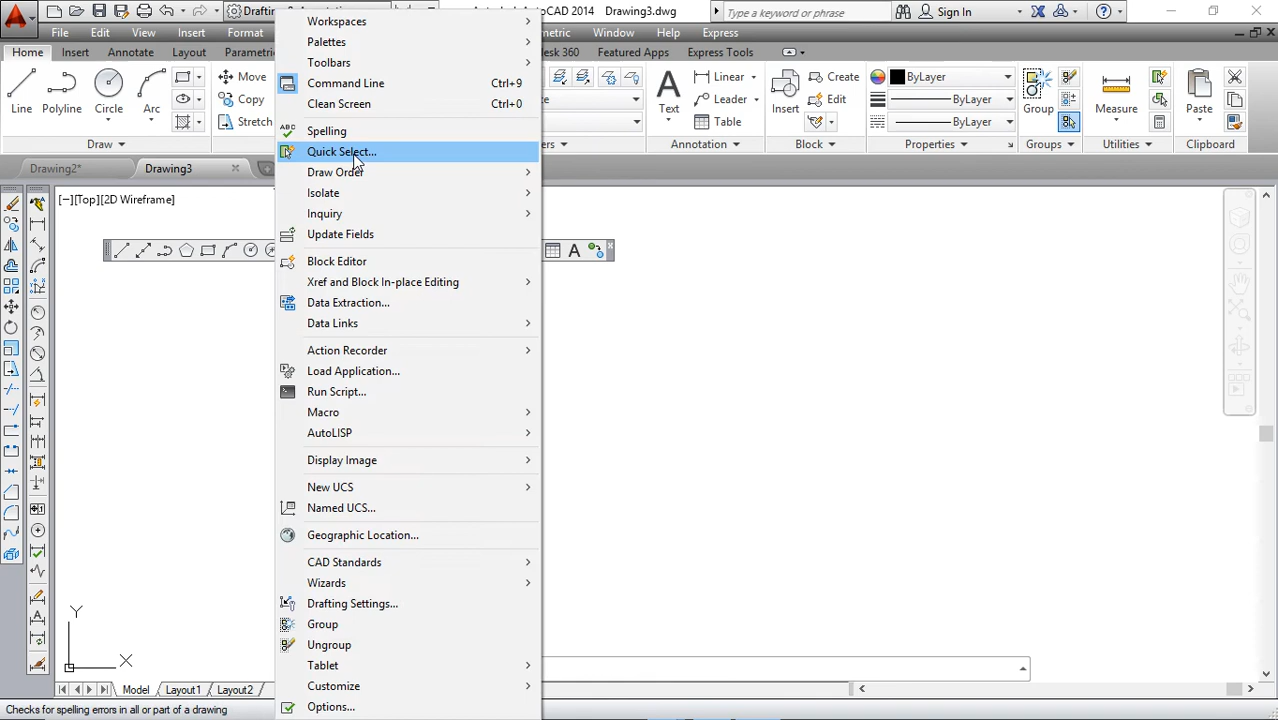 Drafting &
Autodesk AutoCAD 2014 Drawing3.dwg
Type a keyword or phrase
Sign In
File
Edit
View
Insert
Format
Window
Help
Express
Home
Insert
Annotate
Layout
Featured Apps
Express Tools
Line
Polyline
Circle
Arc
Move
Copy
Stretch
Draw
Text
Linear
Leader
Table
Annotation
Insert
Create
Edit
Block
ByLayer
ByLayer
ByLayer
Properties
Group
Groups
Measure
Utilities
Paste
Clipboard
Drawing2*
Drawing3
[−][Top][2D Wireframe]
Workspaces
Palettes
Toolbars
Command Line Ctrl+9
Clean Screen Ctrl+0
Spelling
Quick Select...
Draw Order
Isolate
Inquiry
Update Fields
Block Editor
Xref and Block In-place Editing
Data Extraction...
Data Links
Action Recorder
Load Application...
Run Script...
Macro
AutoLISP
Display Image
New UCS
Named UCS...
Geographic Location...
CAD Standards
Wizards
Drafting Settings...
Group
Ungroup
Tablet
Customize
Options...
Y
X
Model
Layout1
Layout2
Checks for spelling errors in all or part of a drawing